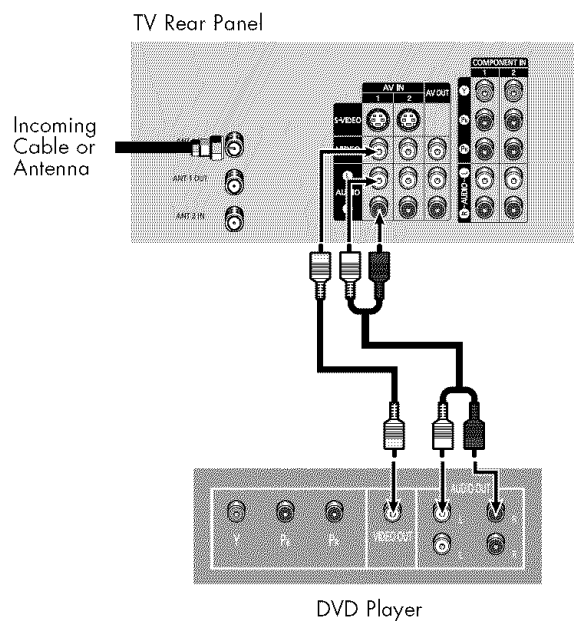 TV Rear Panel
COMPONENT IN
1 2
AV IN
1 2
AV OUT
S-VIDEO
Y
PB
PR
L
AUDIO
R
Incoming
Cable or
Antenna
ANT 1 OUT
ANT 2 IN
VIDEO
L
AUDIO
AUDIO OUT
VIDEO OUT
Y
PB
PR
L
R
L
R
DVD Player